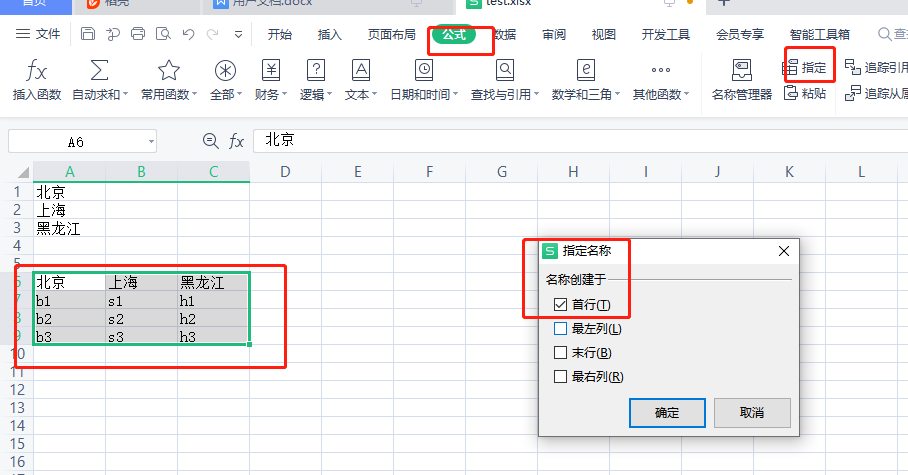 首页 稻壳 用户文档.docx test.xlsx +
文件 开始 插入 页面布局 公式 数据 审阅 视图 开发工具 会员专享 智能工具箱 查
插入函数 自动求和 常用函数 全部 财务 逻辑 文本 日期和时间 查找与引用 数学和三角 其他函数 名称管理器 指定 粘贴 追踪引用 追踪从属
A6 fx 北京
A B C D E F G H I J K L
1 北京
2 上海
3 黑龙江
4
5
6 北京 上海 黑龙江
7 b1 s1 h1
8 b2 s2 h2
9 b3 s3 h3
10
11
12
13
14
15
16
17
指定名称
名称创建于
首行(T)
最左列(L)
末行(B)
最右列(R)
确定 取消